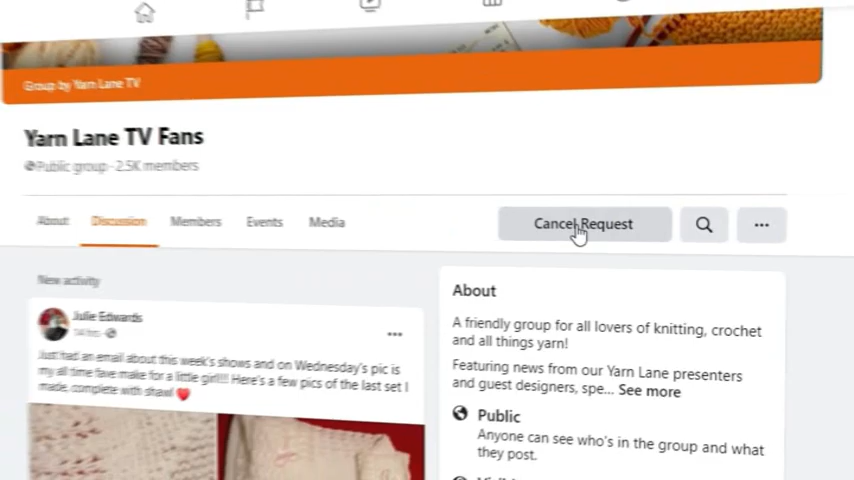 Group by Yarn Lane TV
Yarn Lane TV Fans
Public group · 2.5K members
About Discussion Members Events Media
Cancel Request
New activity
Julie Edwards
14 hrs
Just had an email about this week's shows and on Wednesday's pic is
my all time fave make for a little girl!!! Here's a few pics of the last set I
made, complete with shawl
About
A friendly group for all lovers of knitting, crochet
and all things yarn!
Featuring news from our Yarn Lane presenters
and guest designers, spe... See more
Public
Anyone can see who's in the group and what
they post.